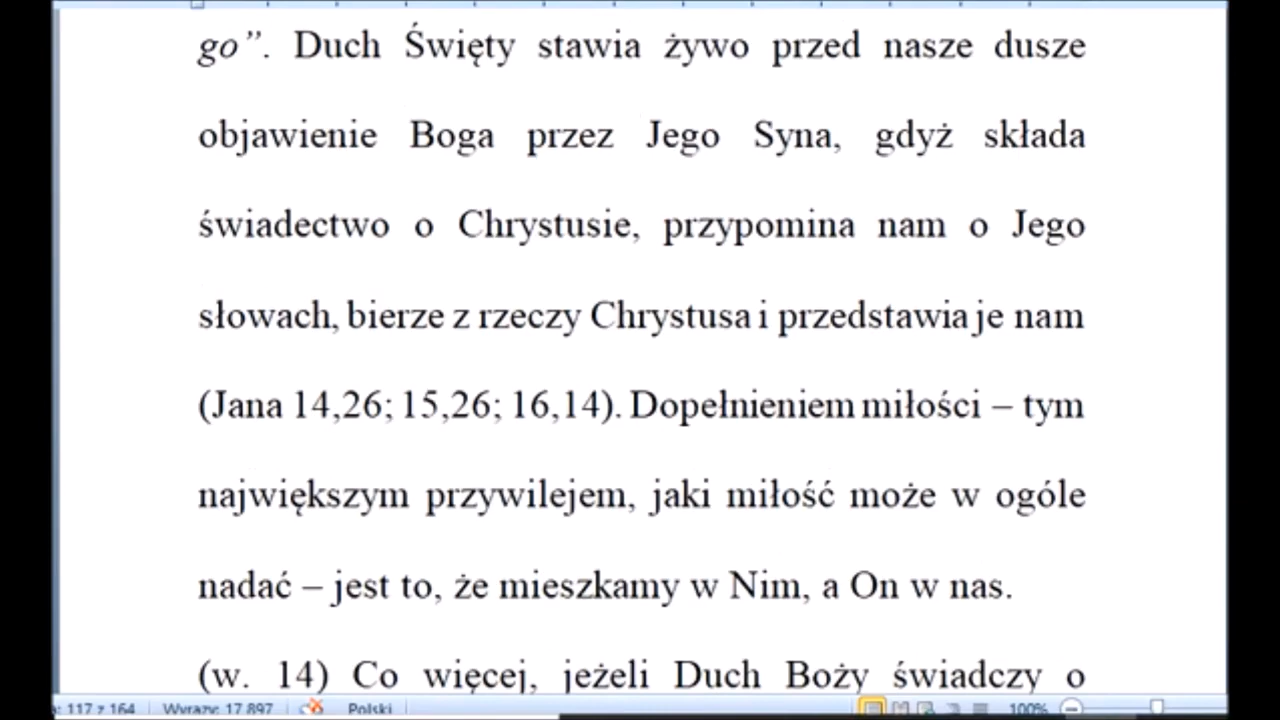 go”. Duch Święty stawia żywo przed nasze dusze
objawienie Boga przez Jego Syna, gdyż składa
świadectwo o Chrystusie, przypomina nam o Jego
słowach, bierze z rzeczy Chrystusa i przedstawia je nam
(Jana 14,26; 15,26; 16,14). Dopełnieniem miłości – tym
największym przywilejem, jaki miłość może w ogóle
nadać – jest to, że mieszkamy w Nim, a On w nas.
(w. 14) Co więcej, jeżeli Duch Boży świadczy o
: 117 z 164 Wyrazy: 17 897 Polski 100%